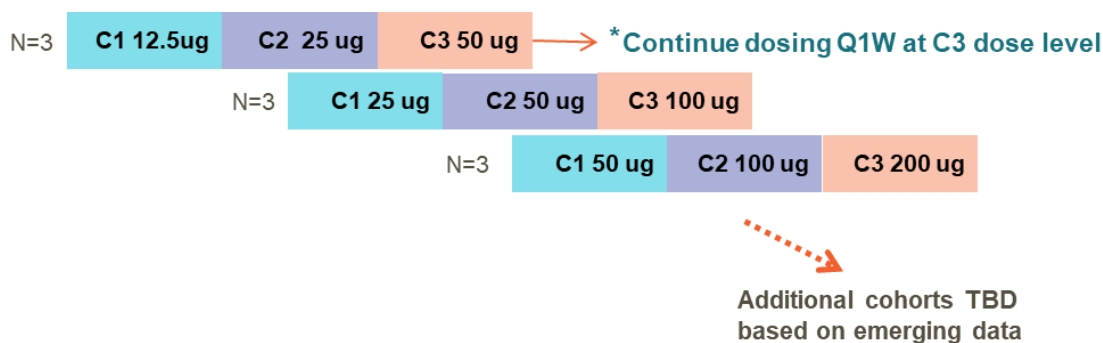 N=3 C1 12.5ug C2 25 ug C3 50 ug *Continue dosing Q1W at C3 dose level
N=3 C1 25 ug C2 50 ug C3 100 ug
N=3 C1 50 ug C2 100 ug C3 200 ug
Additional cohorts TBD
based on emerging data